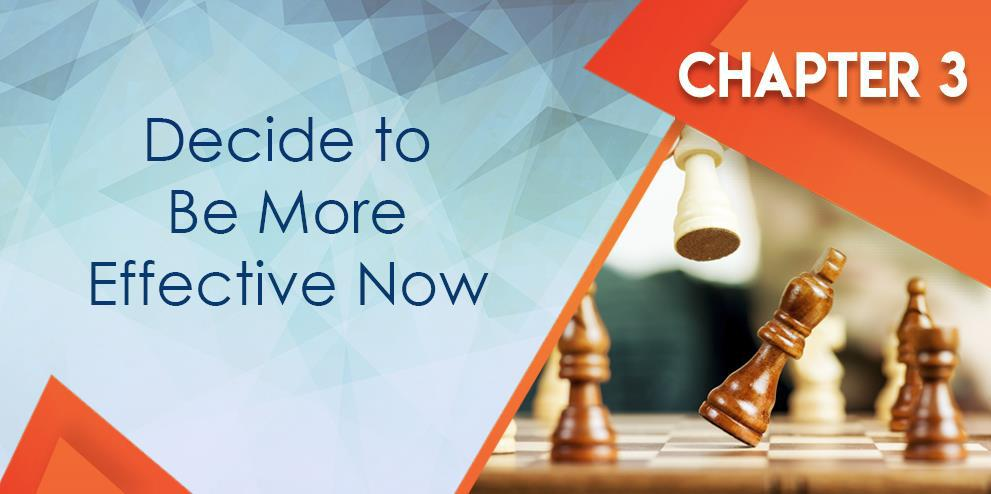 CHAPTER 3
Decide to
Be More
Effective Now